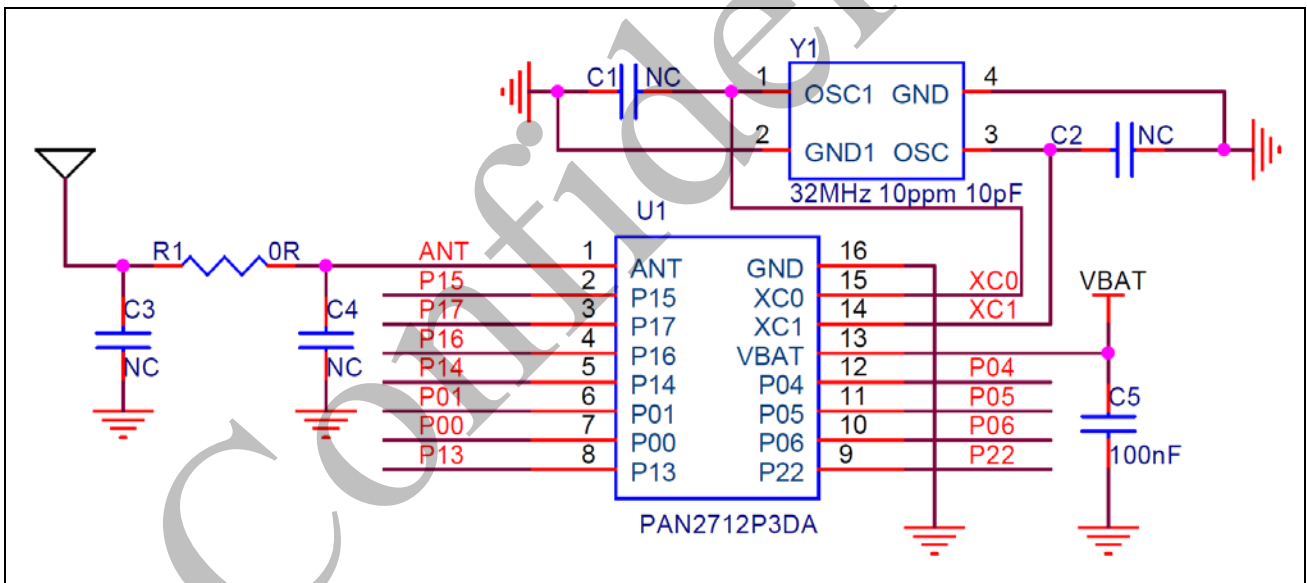 Confiden
Y1
C1 NC 1 OSC1 GND 4
2 GND1 OSC 3 C2 NC
32MHz 10ppm 10pF
U1
R1 0R ANT 1 ANT GND 16
P15 2 P15 XC0 15 XC0 VBAT
C3 C4 P17 3 P17 XC1 14 XC1
P16 4 P16 VBAT 13
NC NC P14 5 P14 P04 12 P04
P01 6 P01 P05 11 P05 C5
P00 7 P00 P06 10 P06
P13 8 P13 P22 9 P22 100nF
PAN2712P3DA